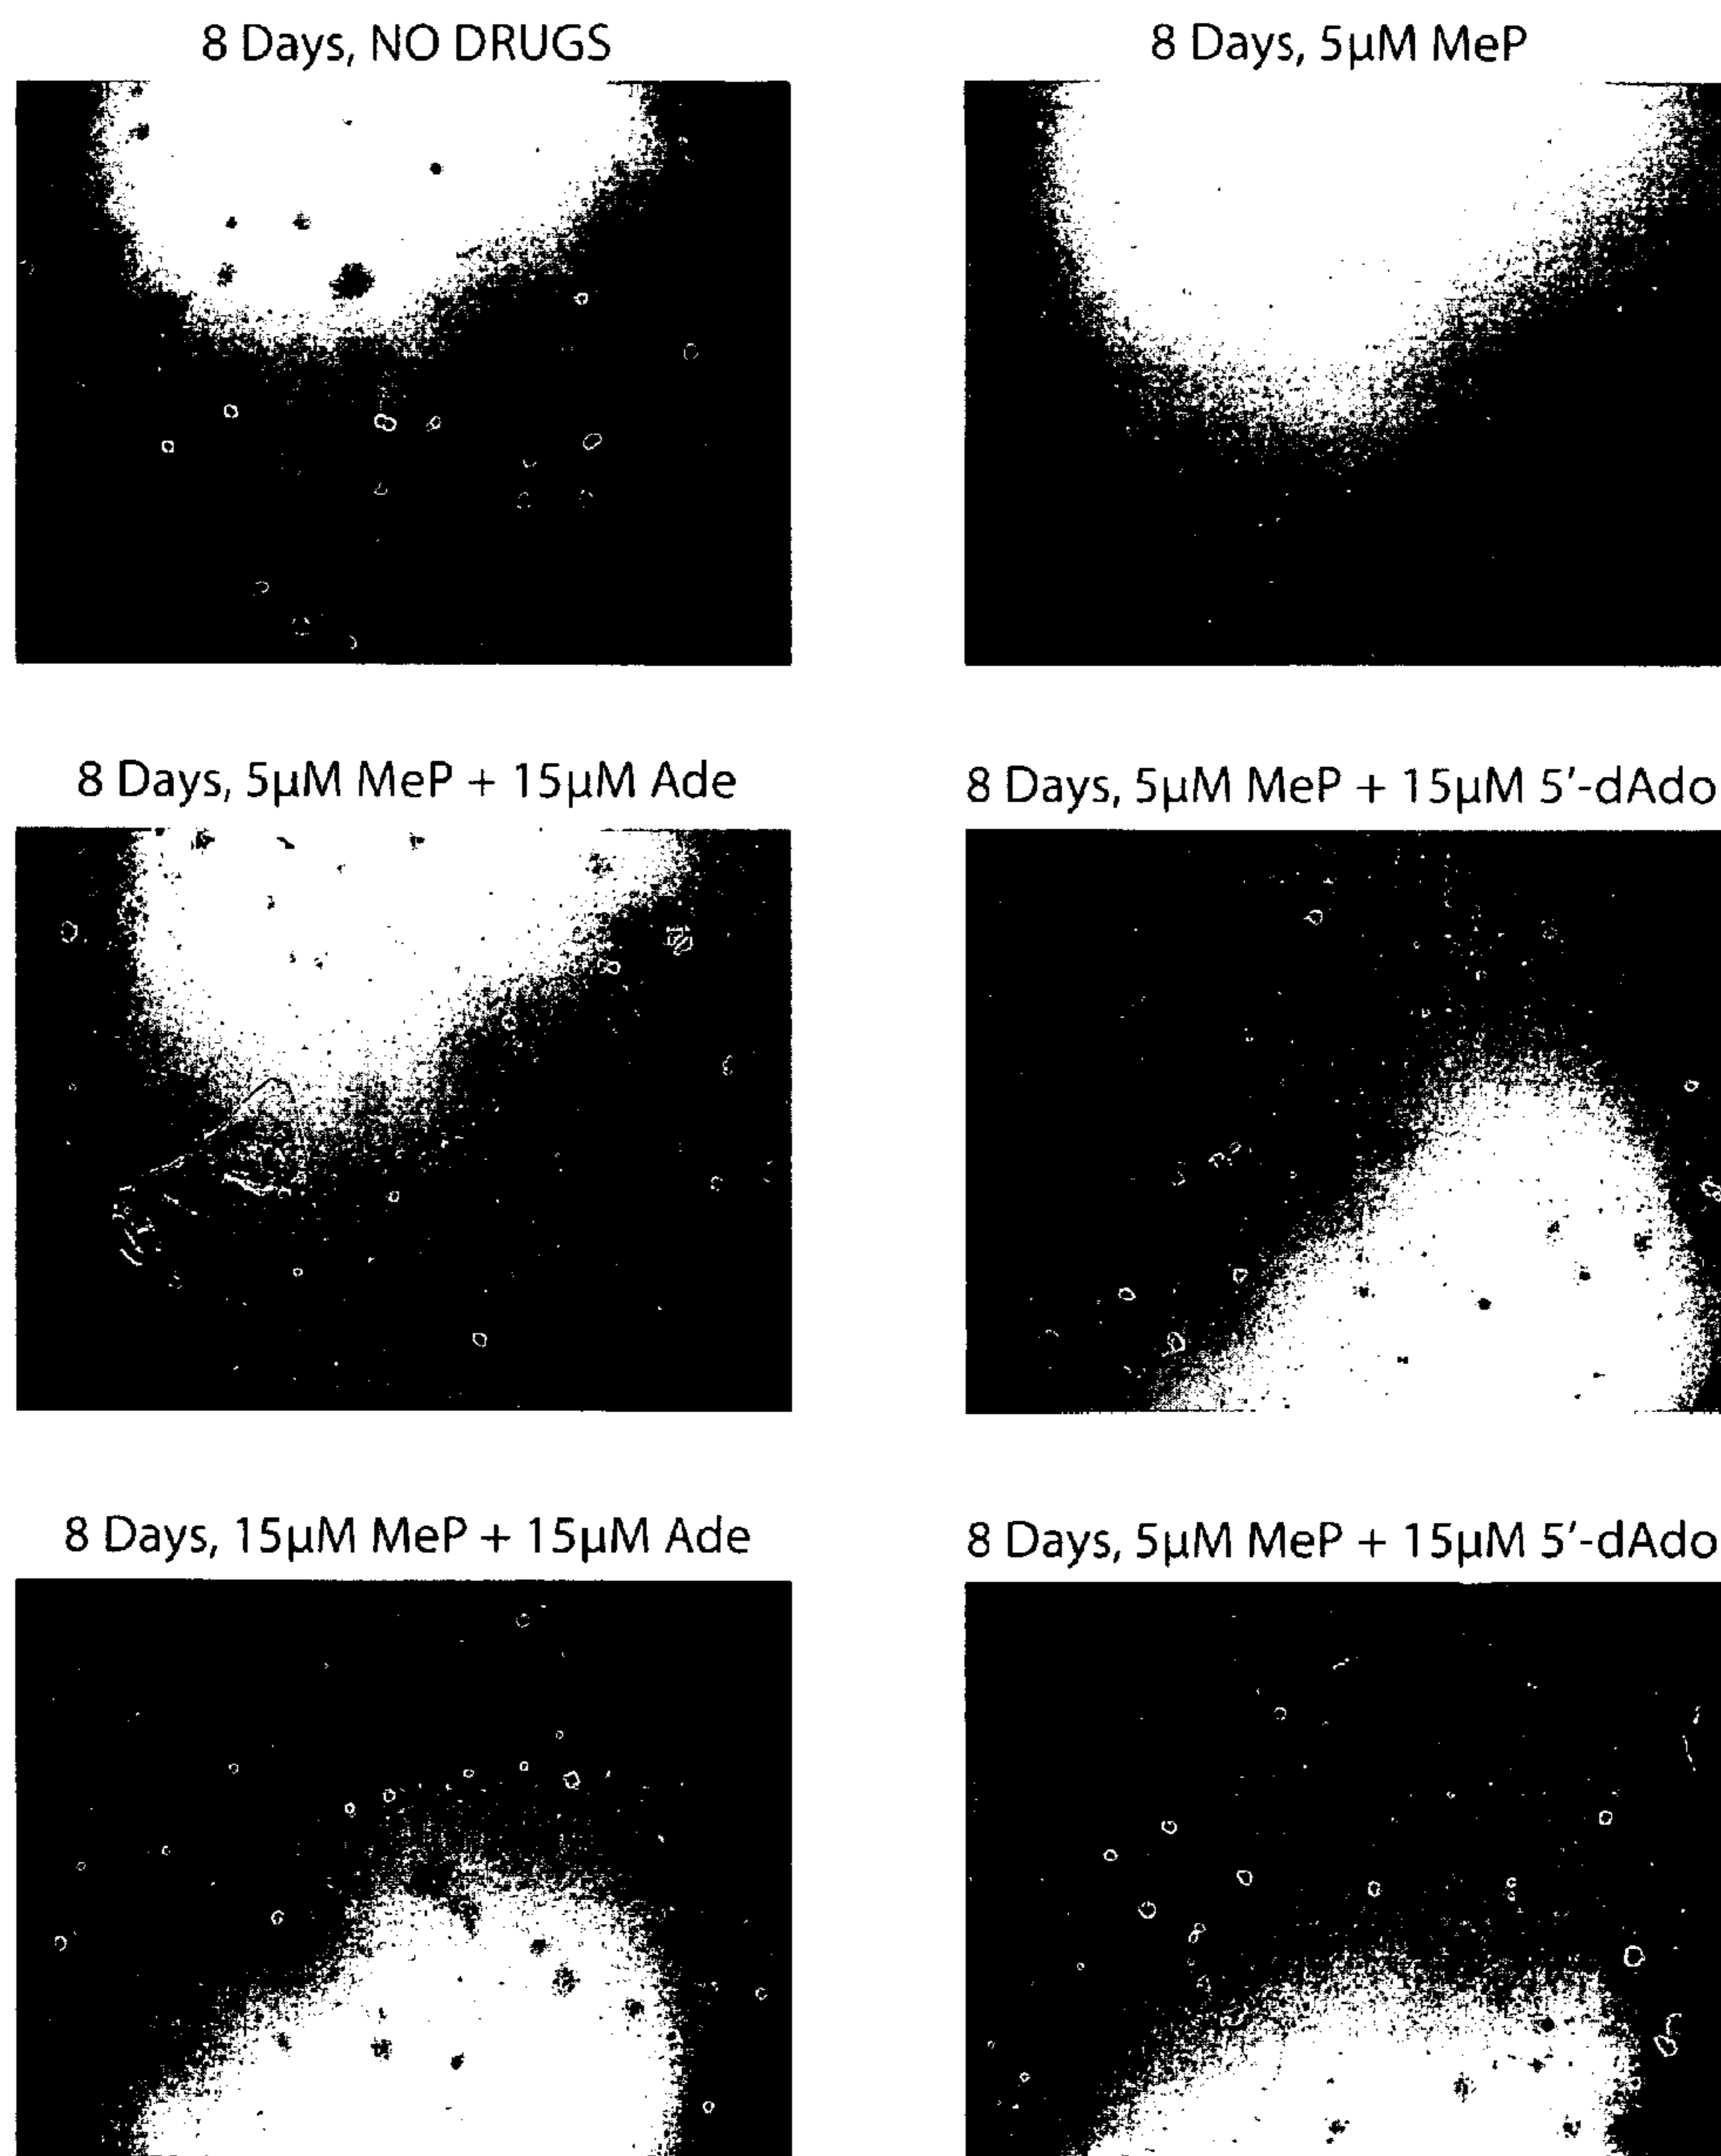 8 Days, NO DRUGS
8 Days, 5µM MeP
8 Days, 5µM MeP + 15µM Ade
8 Days, 5µM MeP + 15µM 5′-dAdo
8 Days, 15µM MeP + 15µM Ade
8 Days, 5µM MeP + 15µM 5′-dAdo